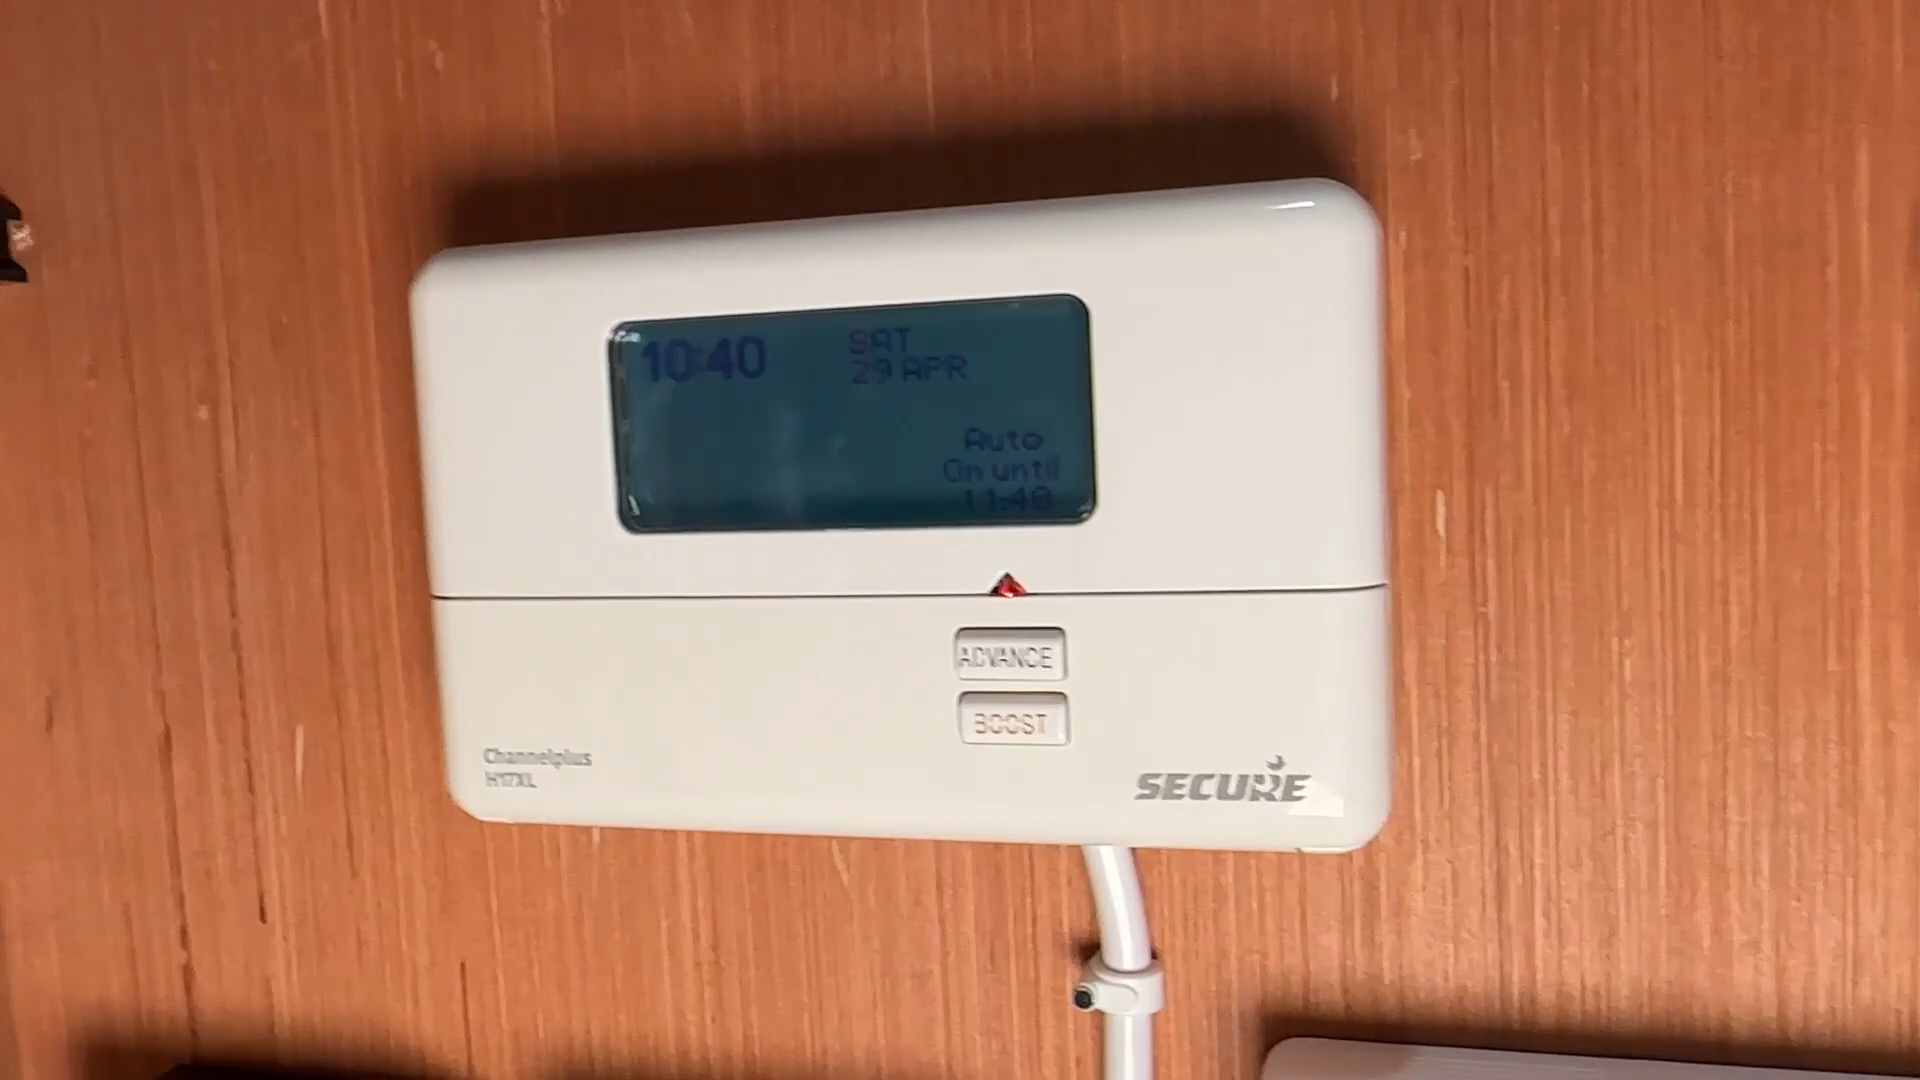 10:40
SAT
29 APR
Auto
On until
11:40
ADVANCE
BOOST
Channelplus
H17XL
SECURE